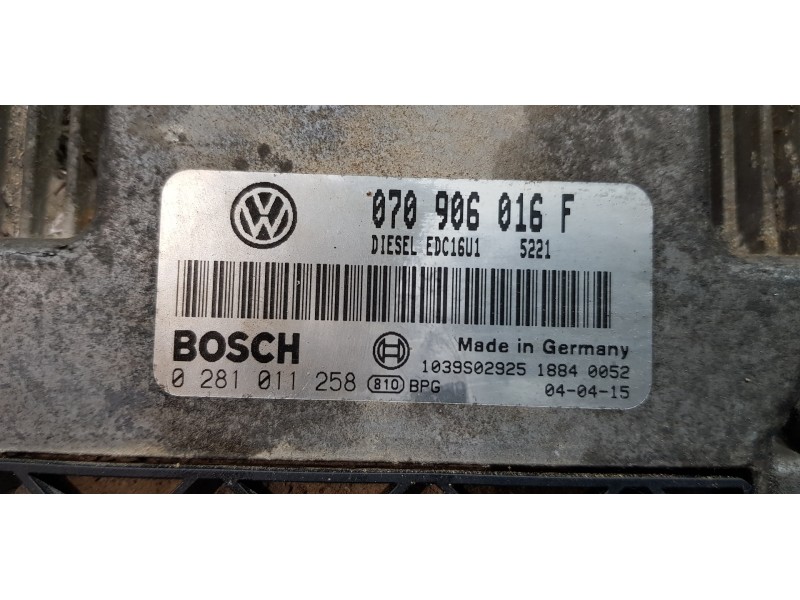 070 906 016 F
DIESEL EDC16U1 5221
BOSCH
Made in Germany
1039S02925 1884 0052
0 281 011 258 810 BPG
04-04-15